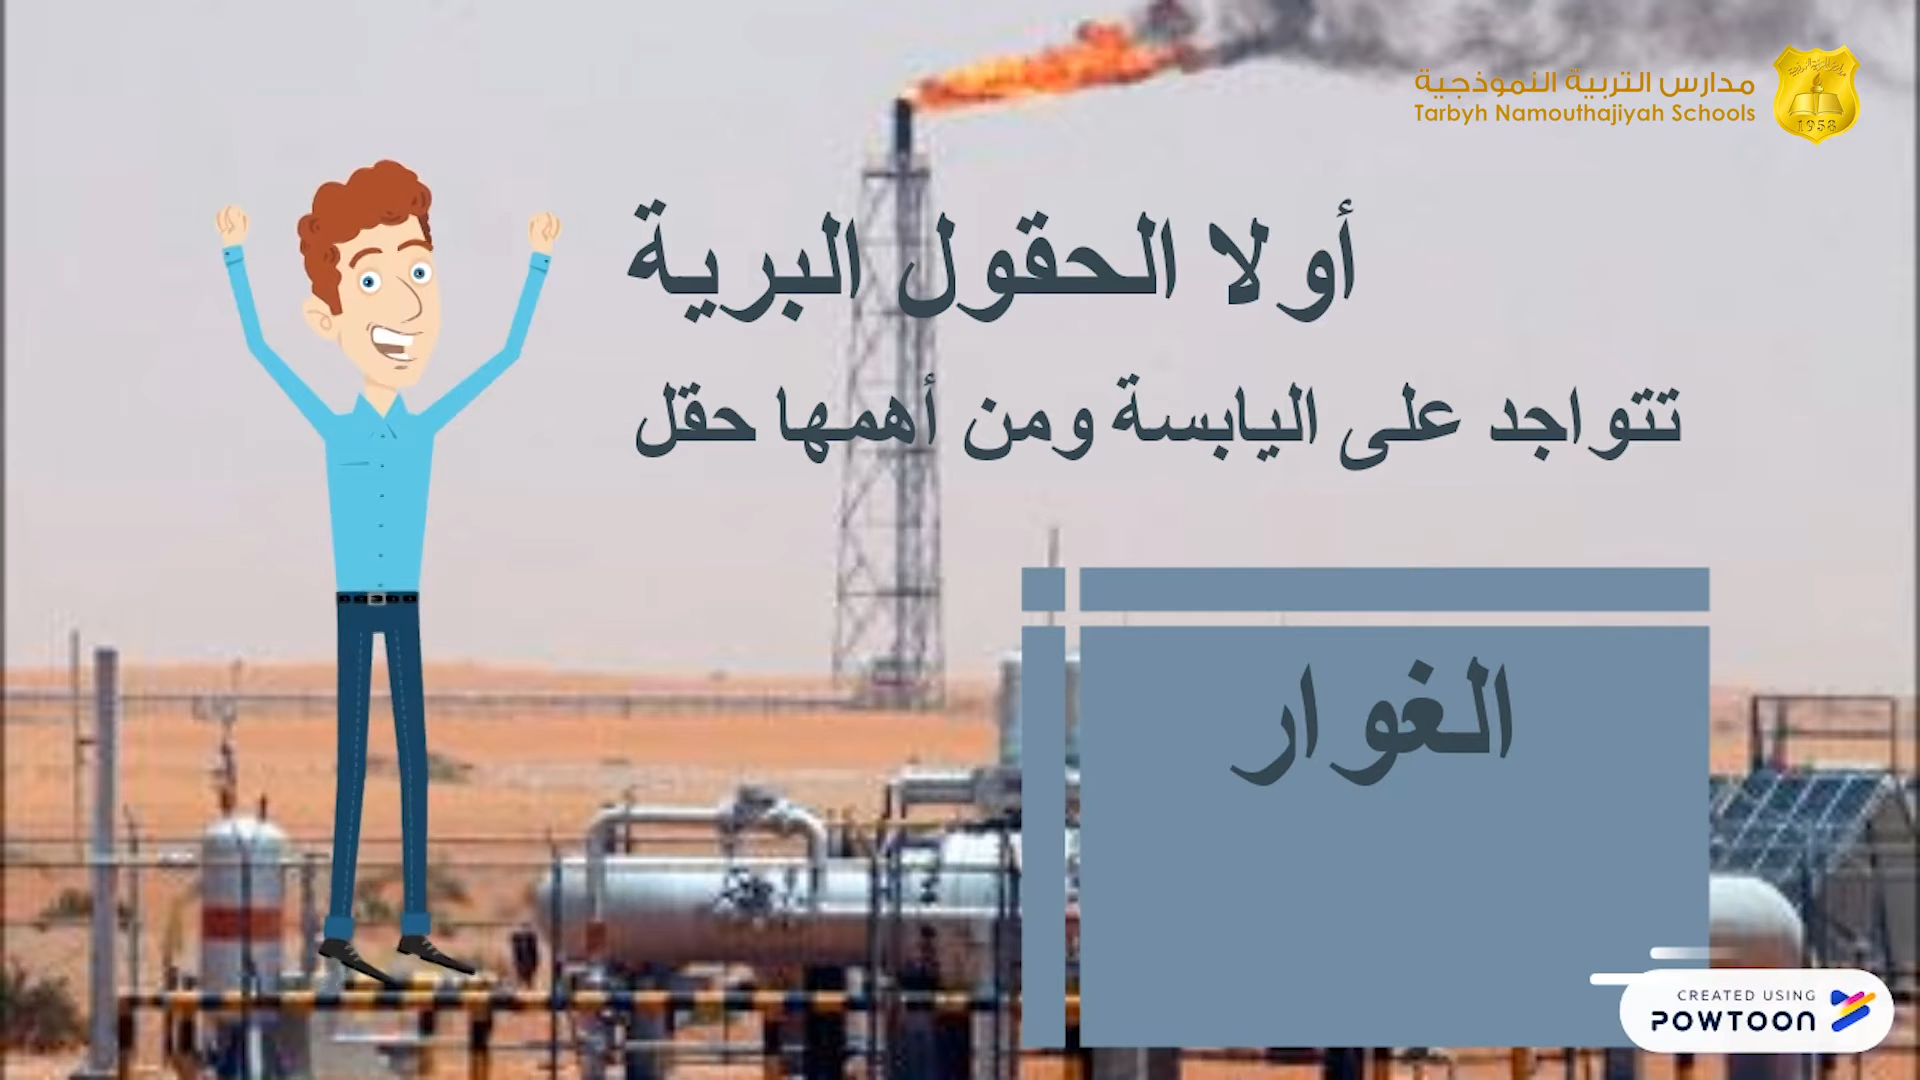 مدارس التربية النموذجية
Tarbyh Namouthajiyah Schools
1958
أولا الحقول البرية
تتواجد على اليابسة ومن أهمها حقل
الغوار
CREATED USING
POWTOON